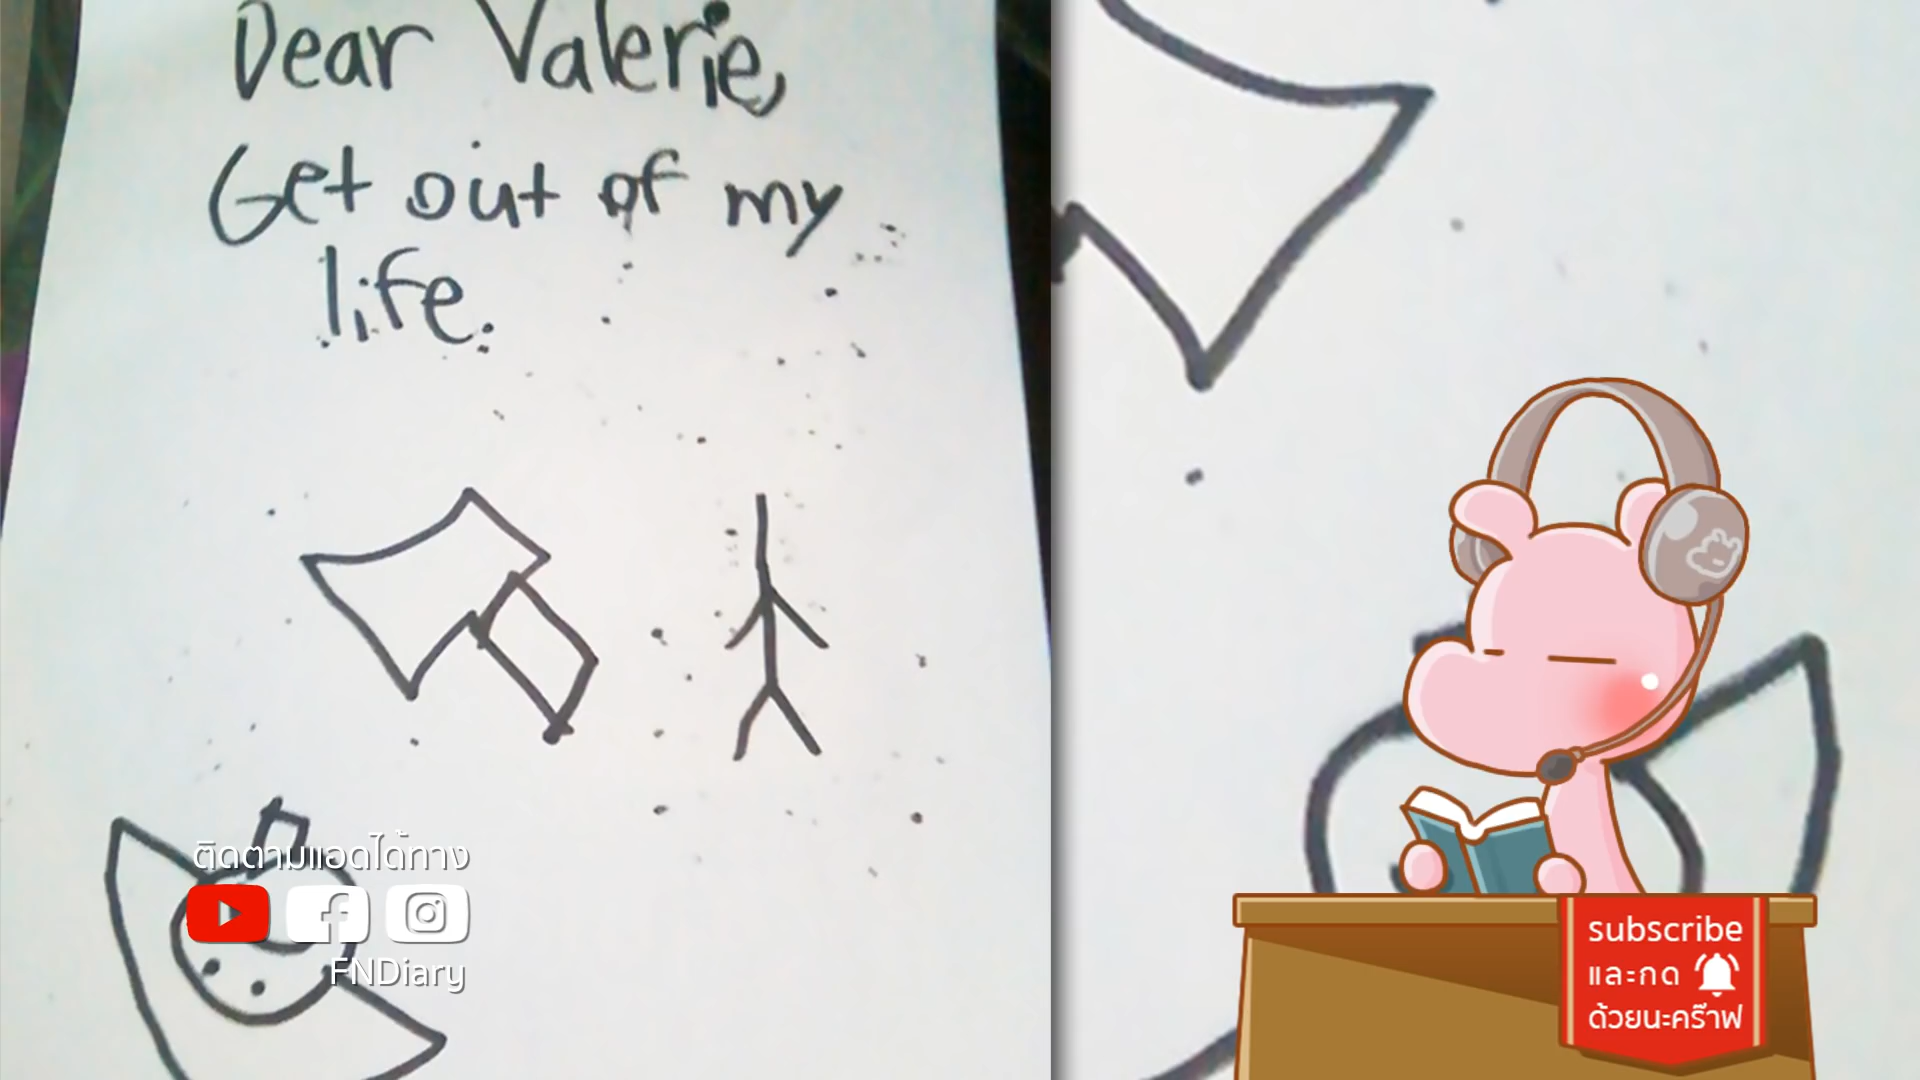 Dear Valerie,
Get out of my
life.
ติดตามแอดได้ทาง
FNDiary
subscribe
และกด
ด้วยนะคร๊าฟ